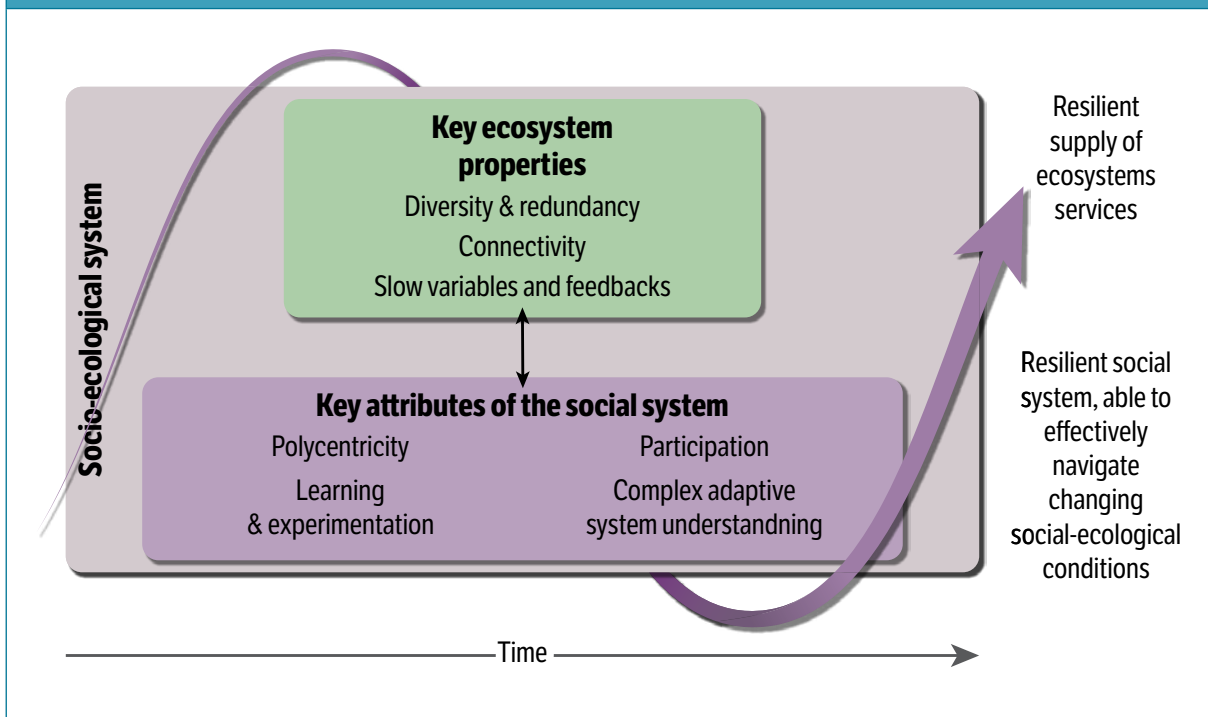 Socio-ecological system
Key ecosystem
properties
Diversity & redundancy
Connectivity
Slow variables and feedbacks
Key attributes of the social system
Polycentricity
Participation
Learning
& experimentation
Complex adaptive
system understndning
Resilient
supply of
ecosystems
services
Resilient social
system, able to
effectively
navigate
changing
social-ecological
conditions
Time